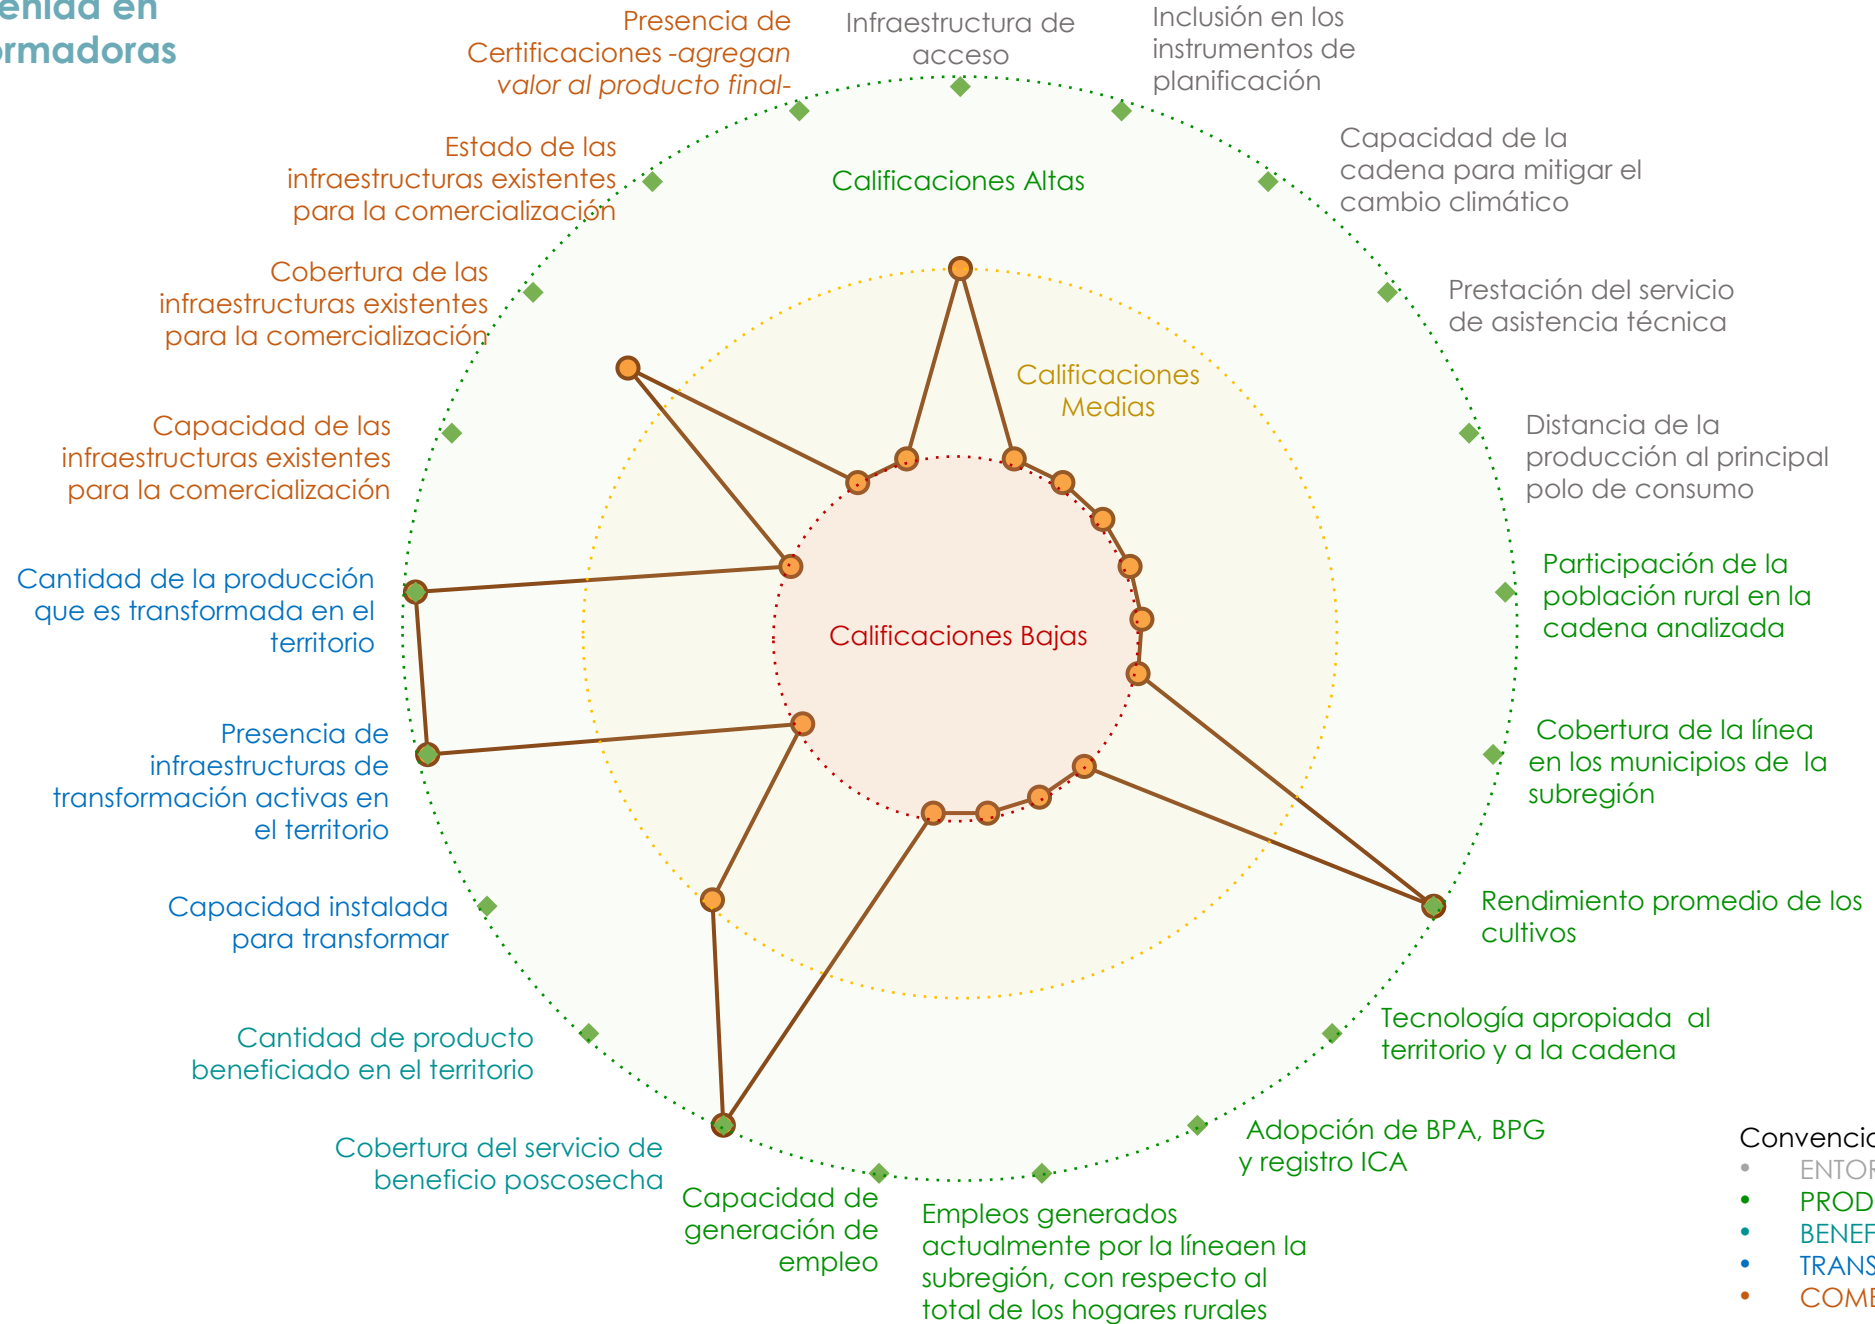 Infraestructura de
acceso
Inclusión en los
instrumentos de
planificación
Capacidad de la
cadena para mitigar el
cambio climático
Prestación del servicio
de asistencia técnica
Distancia de la
producción al principal
polo de consumo
Participación de la
población rural en la
cadena analizada
Cobertura de la línea
en los municipios de la
subregión
Rendimiento promedio de los
cultivos
Tecnología apropiada al
territorio y a la cadena
Adopción de BPA, BPG
y registro ICA
Empleos generados
actualmente por la líneaen la
subregión, con respecto al
total de los hogares rurales
Capacidad de
generación de
empleo
Cobertura del servicio de
beneficio poscosecha
Cantidad de producto
beneficiado en el territorio
Capacidad instalada
para transformar
Presencia de
infraestructuras de
transformación activas en
el territorio
Cantidad de la producción
que es transformada en el
territorio
Capacidad de las
infraestructuras existentes
para la comercialización
Cobertura de las
infraestructuras existentes
para la comercialización
Estado de las
infraestructuras existentes
para la comercialización
Presencia de
Certificaciones -agregan
valor al producto final-
Calificaciones Altas
Calificaciones
Medias
Calificaciones Bajas